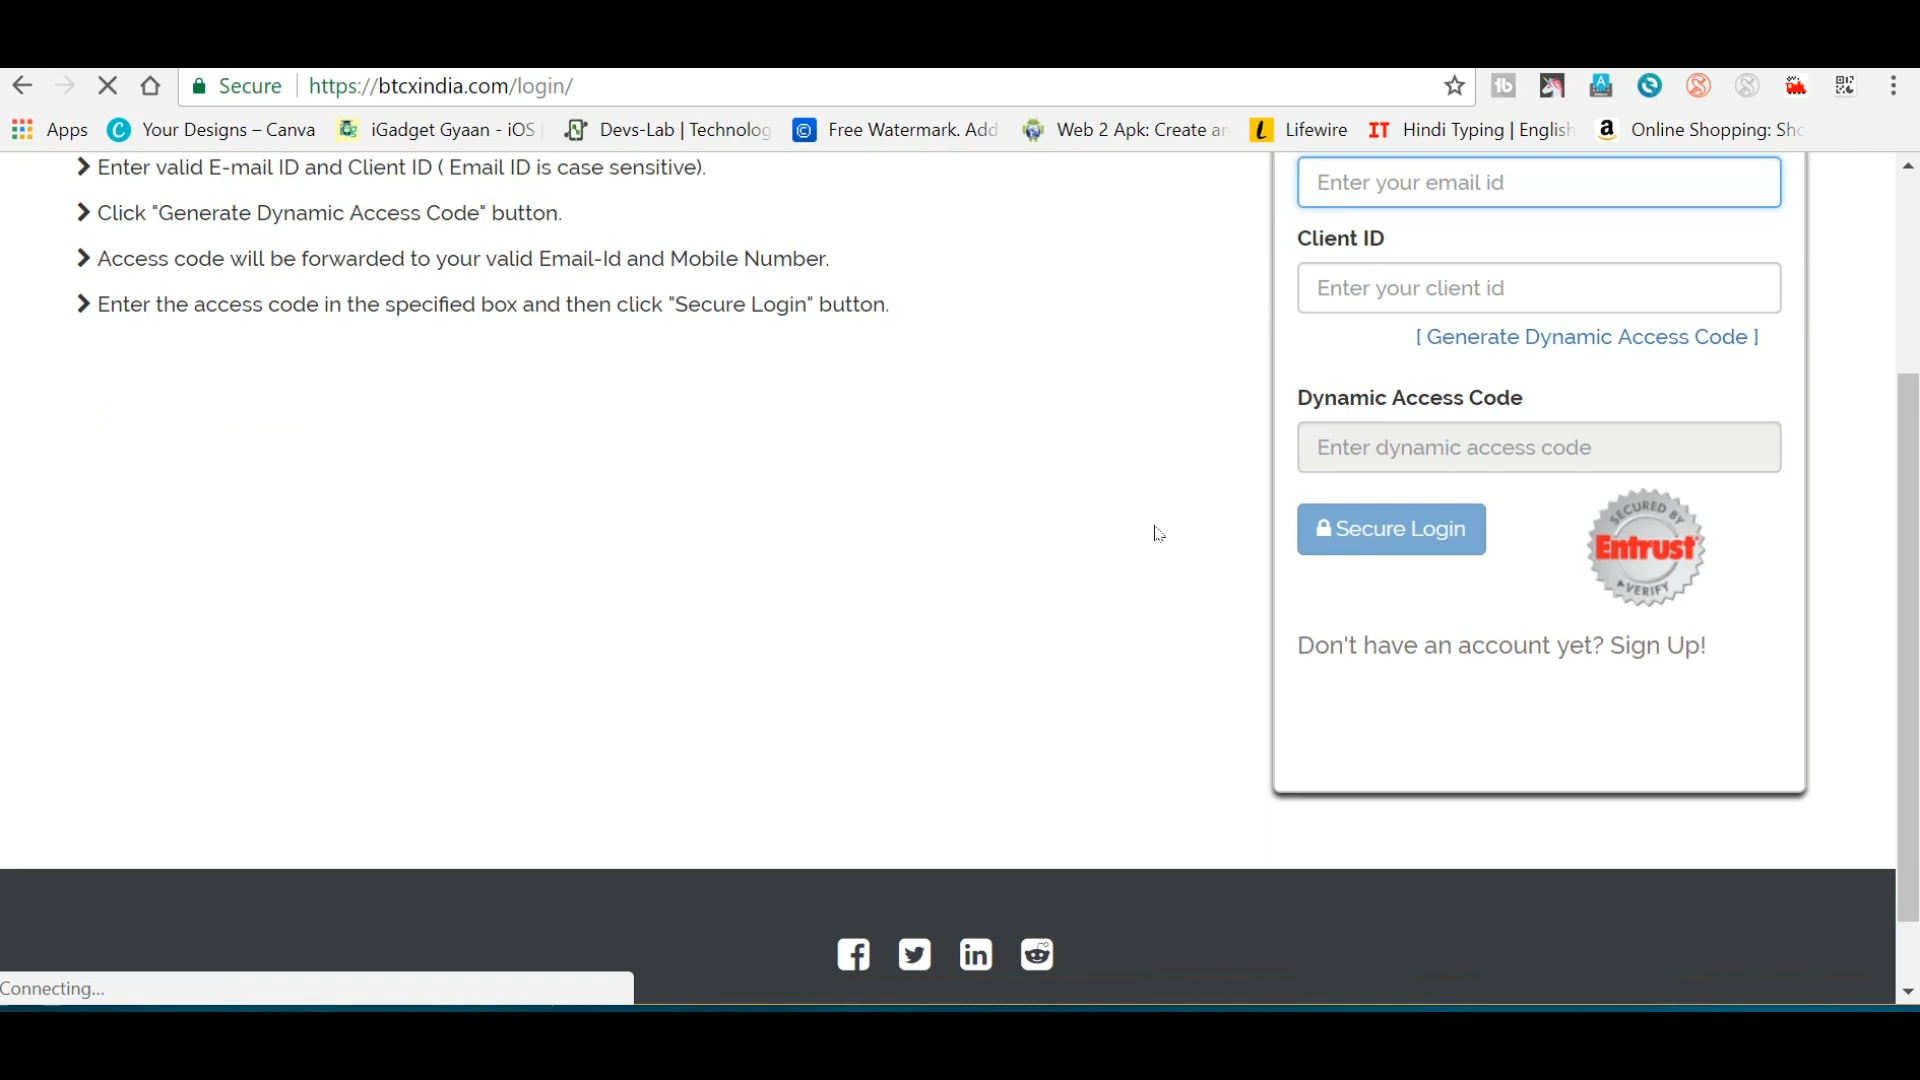 Secure https://btcxindia.com/login/
Apps Your Designs – Canva iGadget Gyaan - iOS Devs-Lab | Technolog Free Watermark. Add Web 2 Apk: Create an Lifewire IT Hindi Typing | English Online Shopping: Sho
Enter valid E-mail ID and Client ID ( Email ID is case sensitive).
Click "Generate Dynamic Access Code" button.
Access code will be forwarded to your valid Email-Id and Mobile Number.
Enter the access code in the specified box and then click "Secure Login" button.
Enter your email id
Client ID
Enter your client id
[ Generate Dynamic Access Code ]
Dynamic Access Code
Enter dynamic access code
Secure Login
SECURED BY
Entrust
VERIFY
Don't have an account yet? Sign Up!
Connecting...